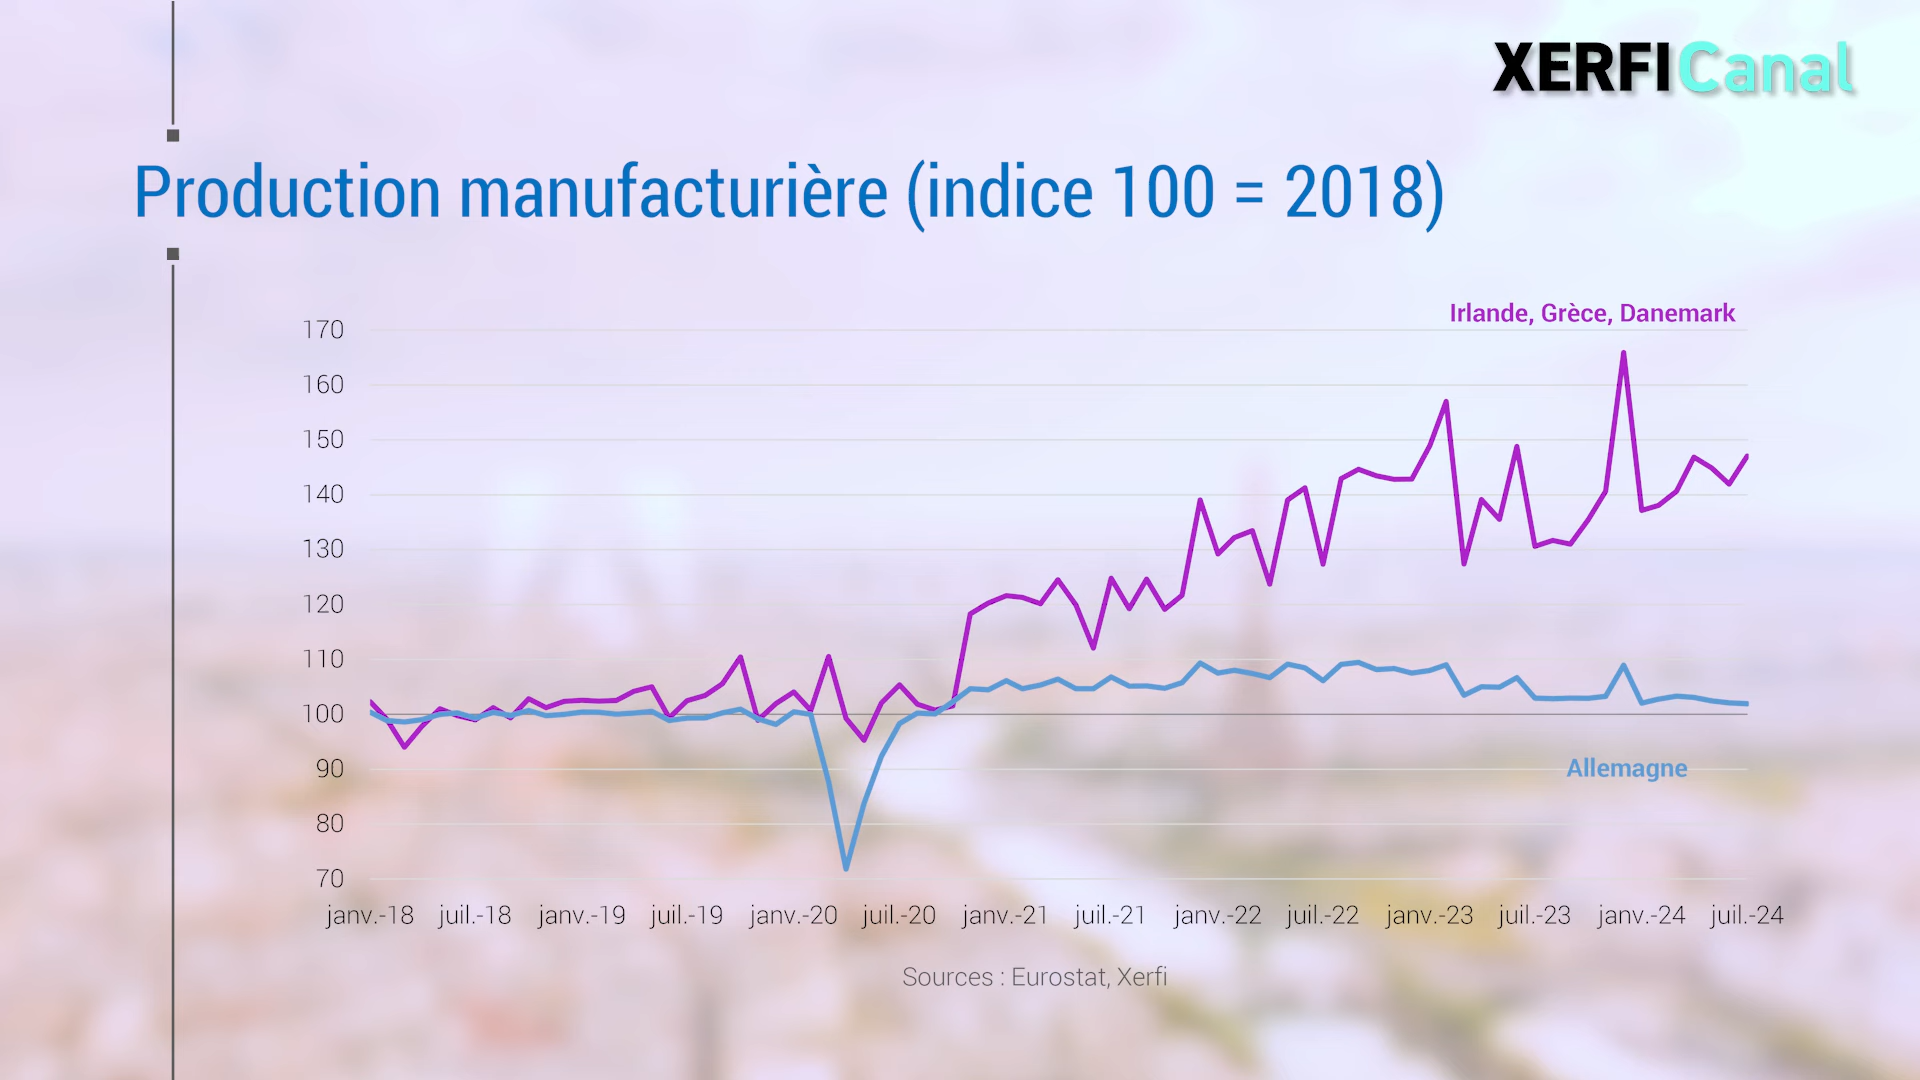 XERFI Canal
Production manufacturière (indice 100 = 2018)
Irlande, Grèce, Danemark
170
160
150
140
130
120
110
100
90
80
70
Allemagne
janv.-18 juil.-18 janv.-19 juil.-19 janv.-20 juil.-20 janv.-21 juil.-21 janv.-22 juil.-22 janv.-23 juil.-23 janv.-24 juil.-24
Sources : Eurostat, Xerfi